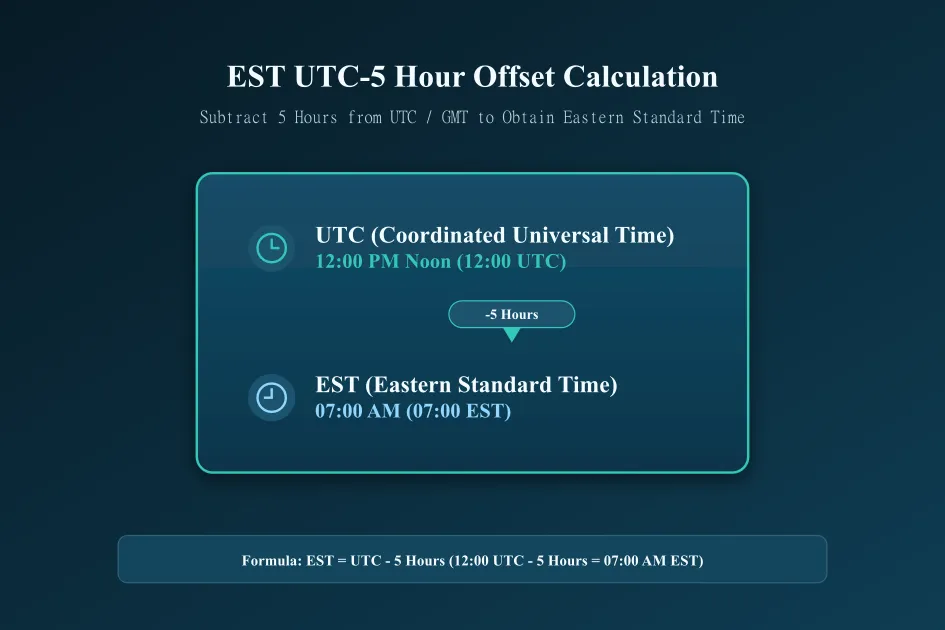 EST UTC-5 Hour Offset Calculation
Subtract 5 Hours from UTC / GMT to Obtain Eastern Standard Time
UTC (Coordinated Universal Time)
12:00 PM Noon (12:00 UTC)
-5 Hours
EST (Eastern Standard Time)
07:00 AM (07:00 EST)
Formula: EST = UTC - 5 Hours (12:00 UTC - 5 Hours = 07:00 AM EST)